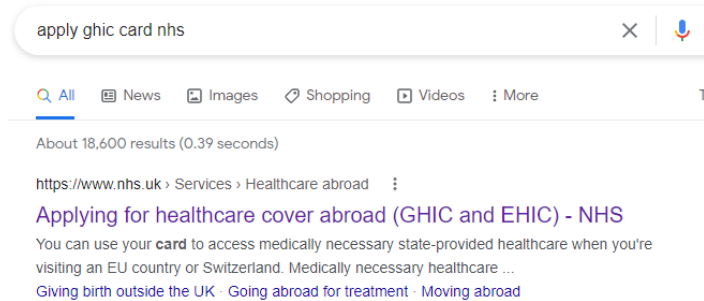 apply ghic card nhs
All News Images Shopping Videos More
About 18,600 results (0.39 seconds)
https://www.nhs.uk › Services › Healthcare abroad
Applying for healthcare cover abroad (GHIC and EHIC) - NHS
You can use your card to access medically necessary state-provided healthcare when you're
visiting an EU country or Switzerland. Medically necessary healthcare ...
Giving birth outside the UK · Going abroad for treatment · Moving abroad